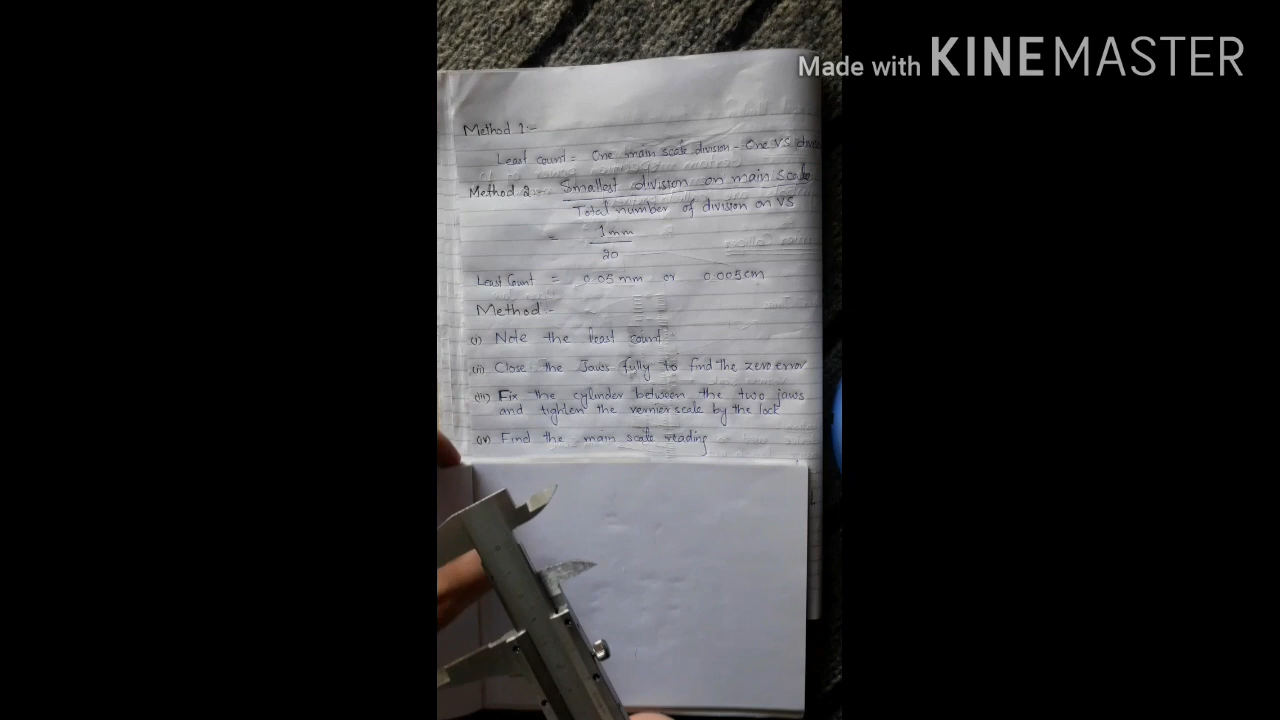 Made with KINEMASTER
Method 1:-
Least count = One main scale division - One VS
Method 2:- Smallest division on main scale
Total number of division on VS
= 1mm
20
Least Count = 0.05 mm or 0.005cm
Method:-
(i) Note the least count
(ii) Close the Jaws fully to find the zero error
(iii) Fix the cylinder between the two jaws
and tighten the vernier scale by the lock
(iv) Find the main scale reading